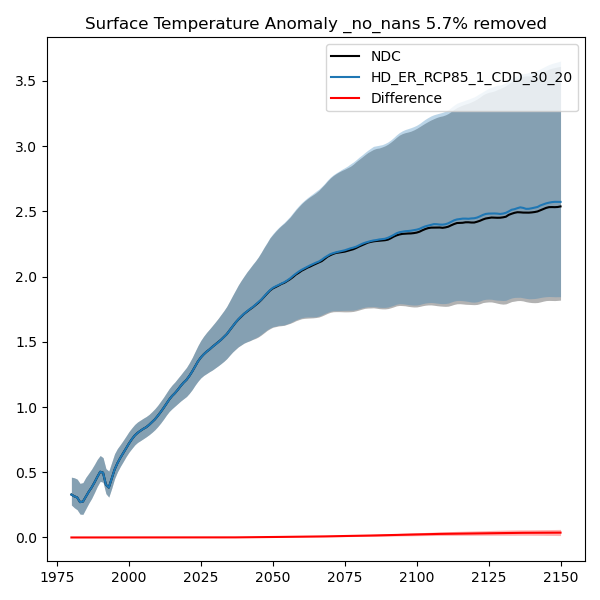 Surface Temperature Anomaly _no_nans 5.7% removed
NDC
HD_ER_RCP85_1_CDD_30_20
Difference
3.5
3.0
2.5
2.0
1.5
1.0
0.5
0.0
1975 2000 2025 2050 2075 2100 2125 2150